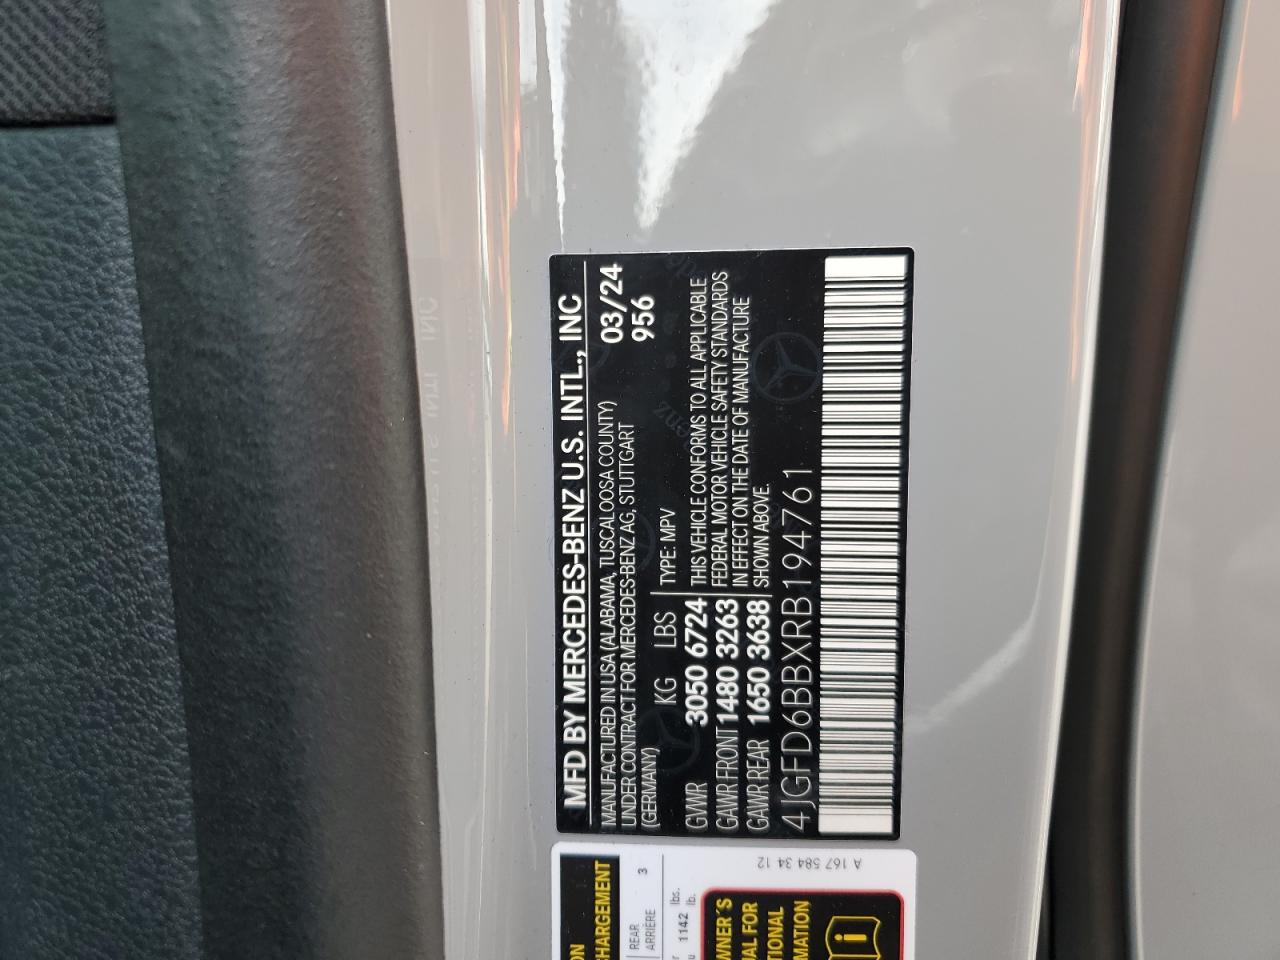 MFD BY MERCEDES-BENZ U.S. INTL., INC
MANUFACTURED IN USA (ALABAMA, TUSCALOOSA COUNTY) 03/24
UNDER CONTRACT FOR MERCEDES-BENZ AG, STUTTGART 956
(GERMANY)
KG LBS TYPE: MPV
GVWR 3050 6724 THIS VEHICLE CONFORMS TO ALL APPLICABLE
GAWR FRONT 1480 3263 FEDERAL MOTOR VEHICLE SAFETY STANDARDS
IN EFFECT ON THE DATE OF MANUFACTURE
GAWR REAR 1650 3638 SHOWN ABOVE.
4JGFD6BBXRB194761
A 167 584 34 12
CHARGEMENT
REAR 3
ARRIÈRE
1142 lbs.
lb.